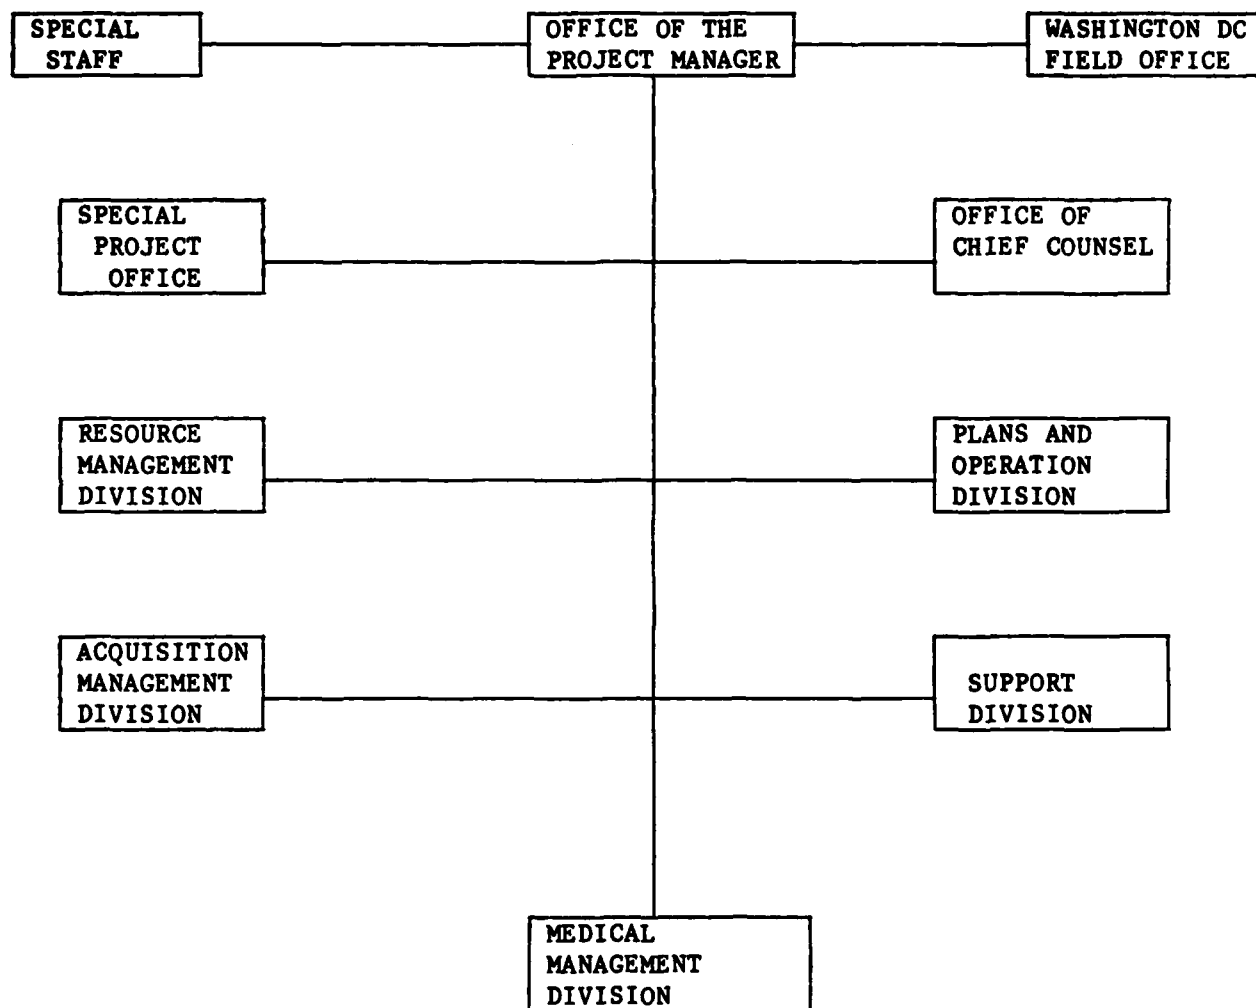 SPECIAL
STAFF
OFFICE OF THE
PROJECT MANAGER
WASHINGTON DC
FIELD OFFICE
SPECIAL
PROJECT
OFFICE
OFFICE OF
CHIEF COUNSEL
RESOURCE
MANAGEMENT
DIVISION
PLANS AND
OPERATION
DIVISION
ACQUISITION
MANAGEMENT
DIVISION
SUPPORT
DIVISION
MEDICAL
MANAGEMENT
DIVISION